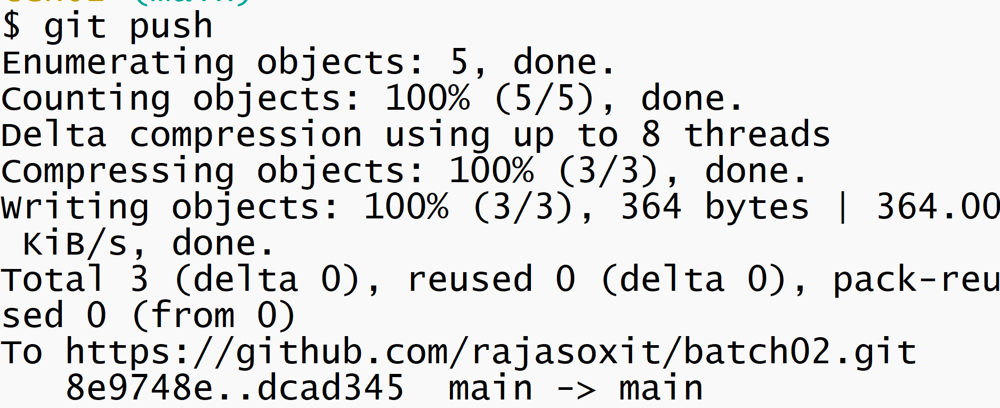 $ git push
Enumerating objects: 5, done.
Counting objects: 100% (5/5), done.
Delta compression using up to 8 threads
Compressing objects: 100% (3/3), done.
Writing objects: 100% (3/3), 364 bytes | 364.00
 KiB/s, done.
Total 3 (delta 0), reused 0 (delta 0), pack-reu
sed 0 (from 0)
To https://github.com/rajasoxit/batch02.git
   8e9748e..dcad345  main -> main